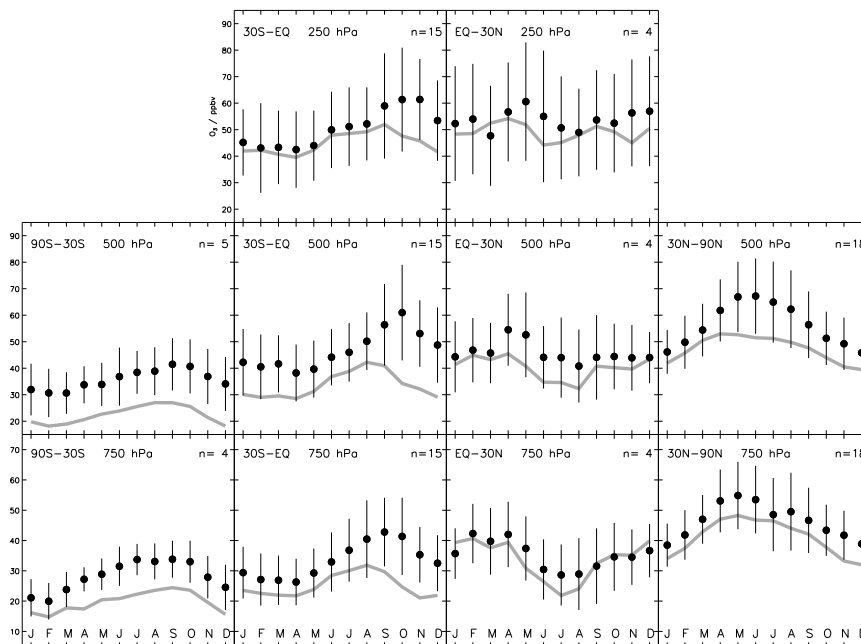 30S-EQ 250 hPa n=15
EQ-30N 250 hPa n= 4
90
80
70
60
50
40
30
20
O₃ / ppbv
90S-30S 500 hPa n= 5
30S-EQ 500 hPa n=15
EQ-30N 500 hPa n= 4
30N-90N 500 hPa n=18
90
80
70
60
50
40
30
20
90S-30S 750 hPa n= 4
30S-EQ 750 hPa n=15
EQ-30N 750 hPa n= 4
30N-90N 750 hPa n=18
70
60
50
40
30
20
10
J F M A M J J A S O N D J F M A M J J A S O N D J F M A M J J A S O N D J F M A M J J A S O N D